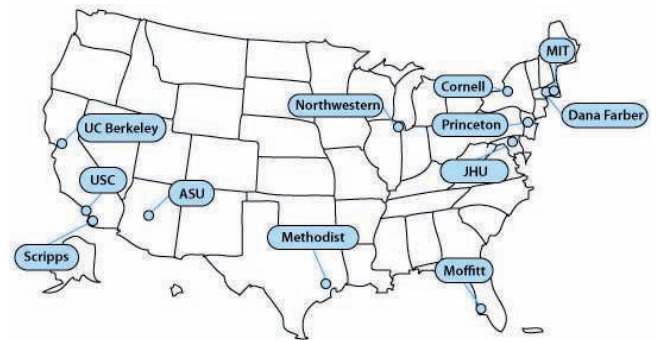 MIT
Cornell
Northwestern
Dana Farber
Princeton
UC Berkeley
JHU
USC
ASU
Methodist
Scripps
Moffitt